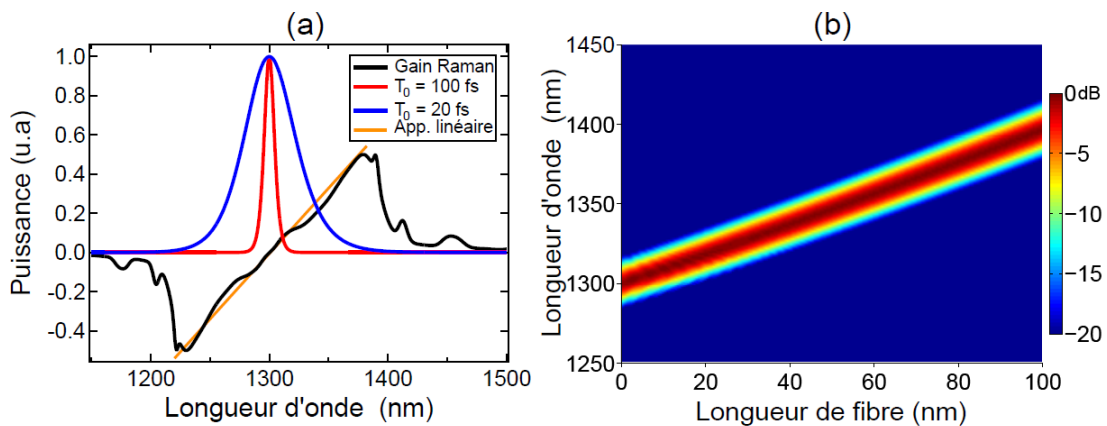 (a)
Puissance (u.a)
1.0
0.8
0.6
0.4
0.2
0.0
-0.2
-0.4
Gain Raman
T0 = 100 fs
T0 = 20 fs
App. linéaire
1200
1300
1400
1500
Longueur d'onde (nm)
(b)
Longueur d'onde (nm)
1450
1400
1350
1300
1250
0
20
40
60
80
100
Longueur de fibre (nm)
0 dB
−5
−10
−15
−20